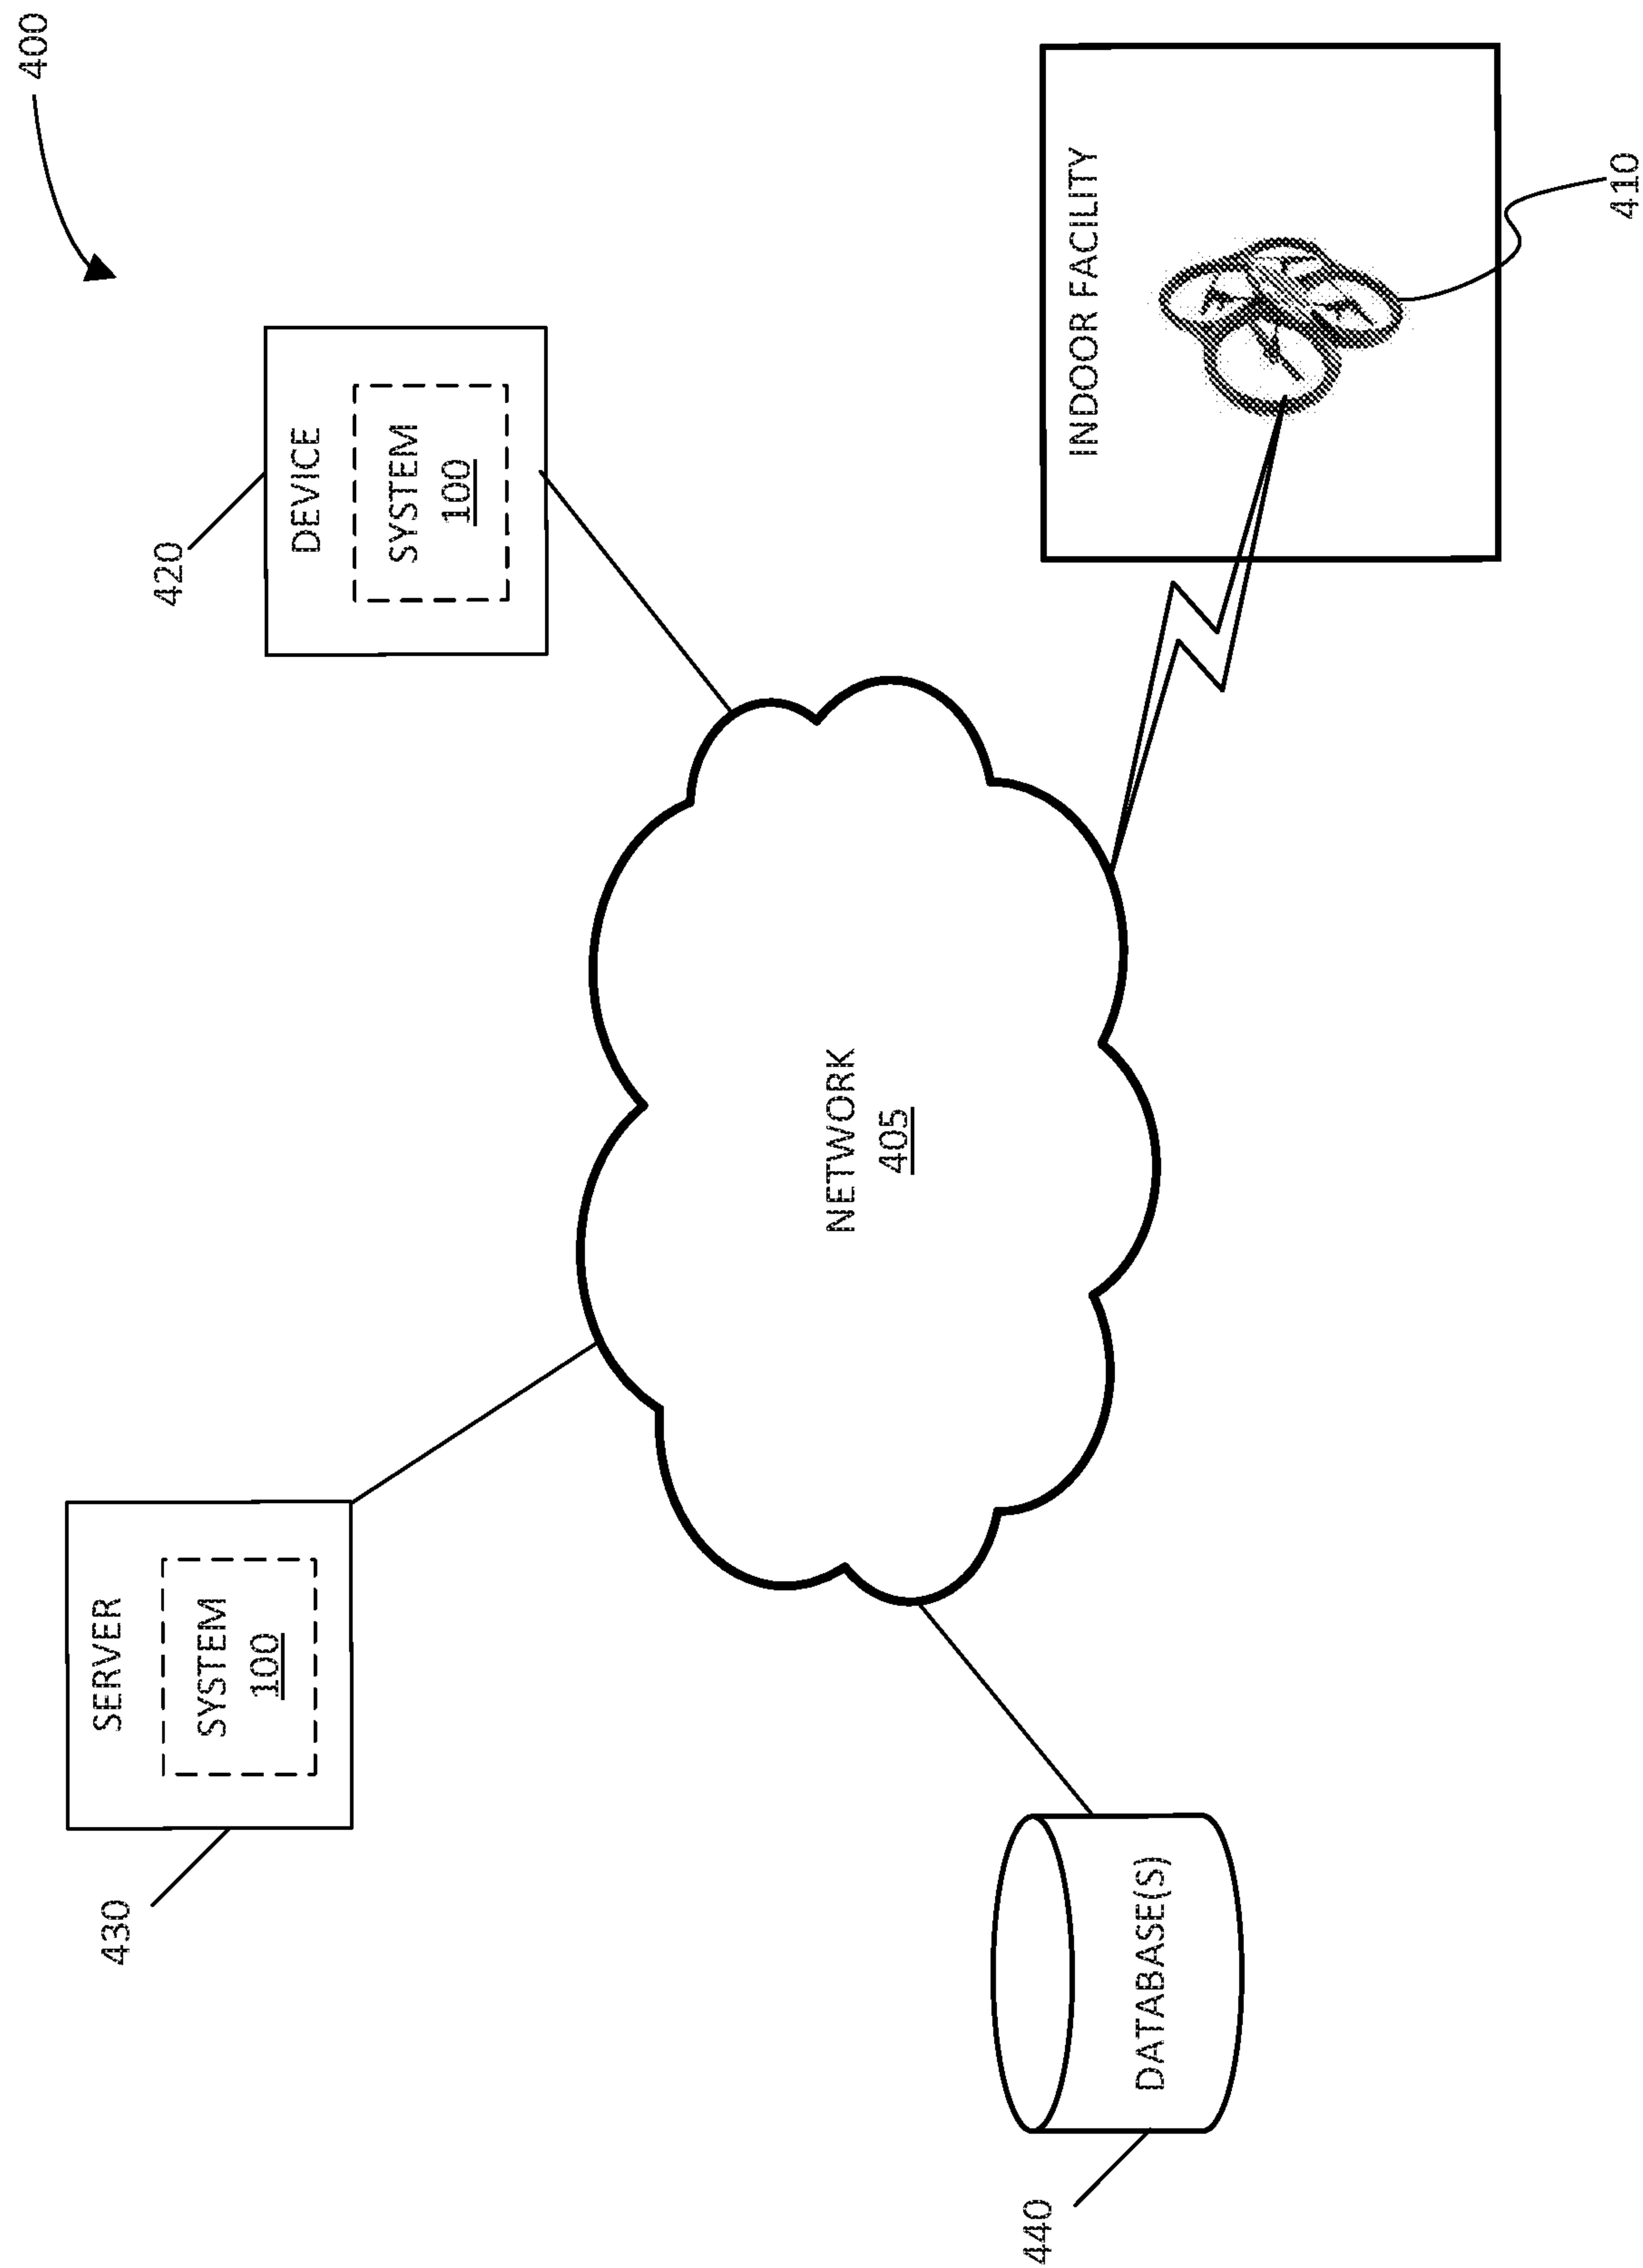 400
430
SERVER
SYSTEM
100
420
DEVICE
SYSTEM
100
NETWORK
405
440
DATABASE(S)
INDOOR FACILITY
410